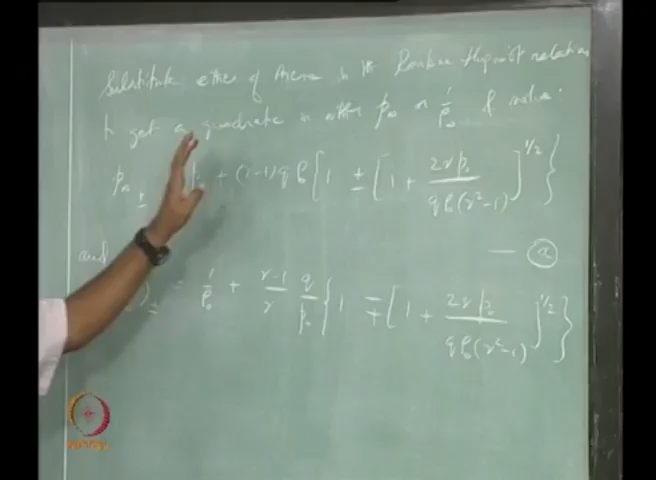 Substitute either of these in the Rankine Hugoniot relation
to get a quadratic in either p∞ or 1/ρ∞ & solve.
p∞ ± p₀ + (γ-1)qρ₀ { 1 ± [ 1 + 2γp₀ / qρ₀(γ²-1) ]^1/2 }
and — (x)
)± = 1/ρ₀ + γ-1/γ q/p₀ { 1 ∓ [ 1 + 2γp₀ / qρ₀(γ²-1) ]^1/2 }